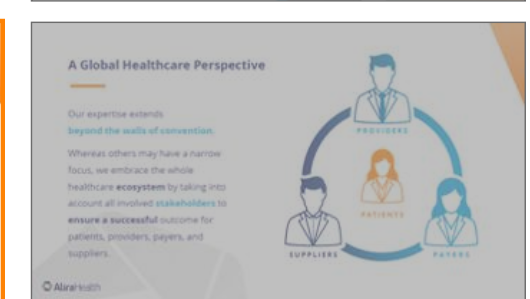 A Global Healthcare Perspective
Our expertise extends
beyond the walls of convention.
Whereas others may have a narrow
focus, we embrace the whole
healthcare ecosystem by taking into
account all involved stakeholders to
ensure a successful outcome for
patients, providers, payers, and
suppliers.
PROVIDERS
PATIENTS
SUPPLIERS
PAYERS
AliraHealth